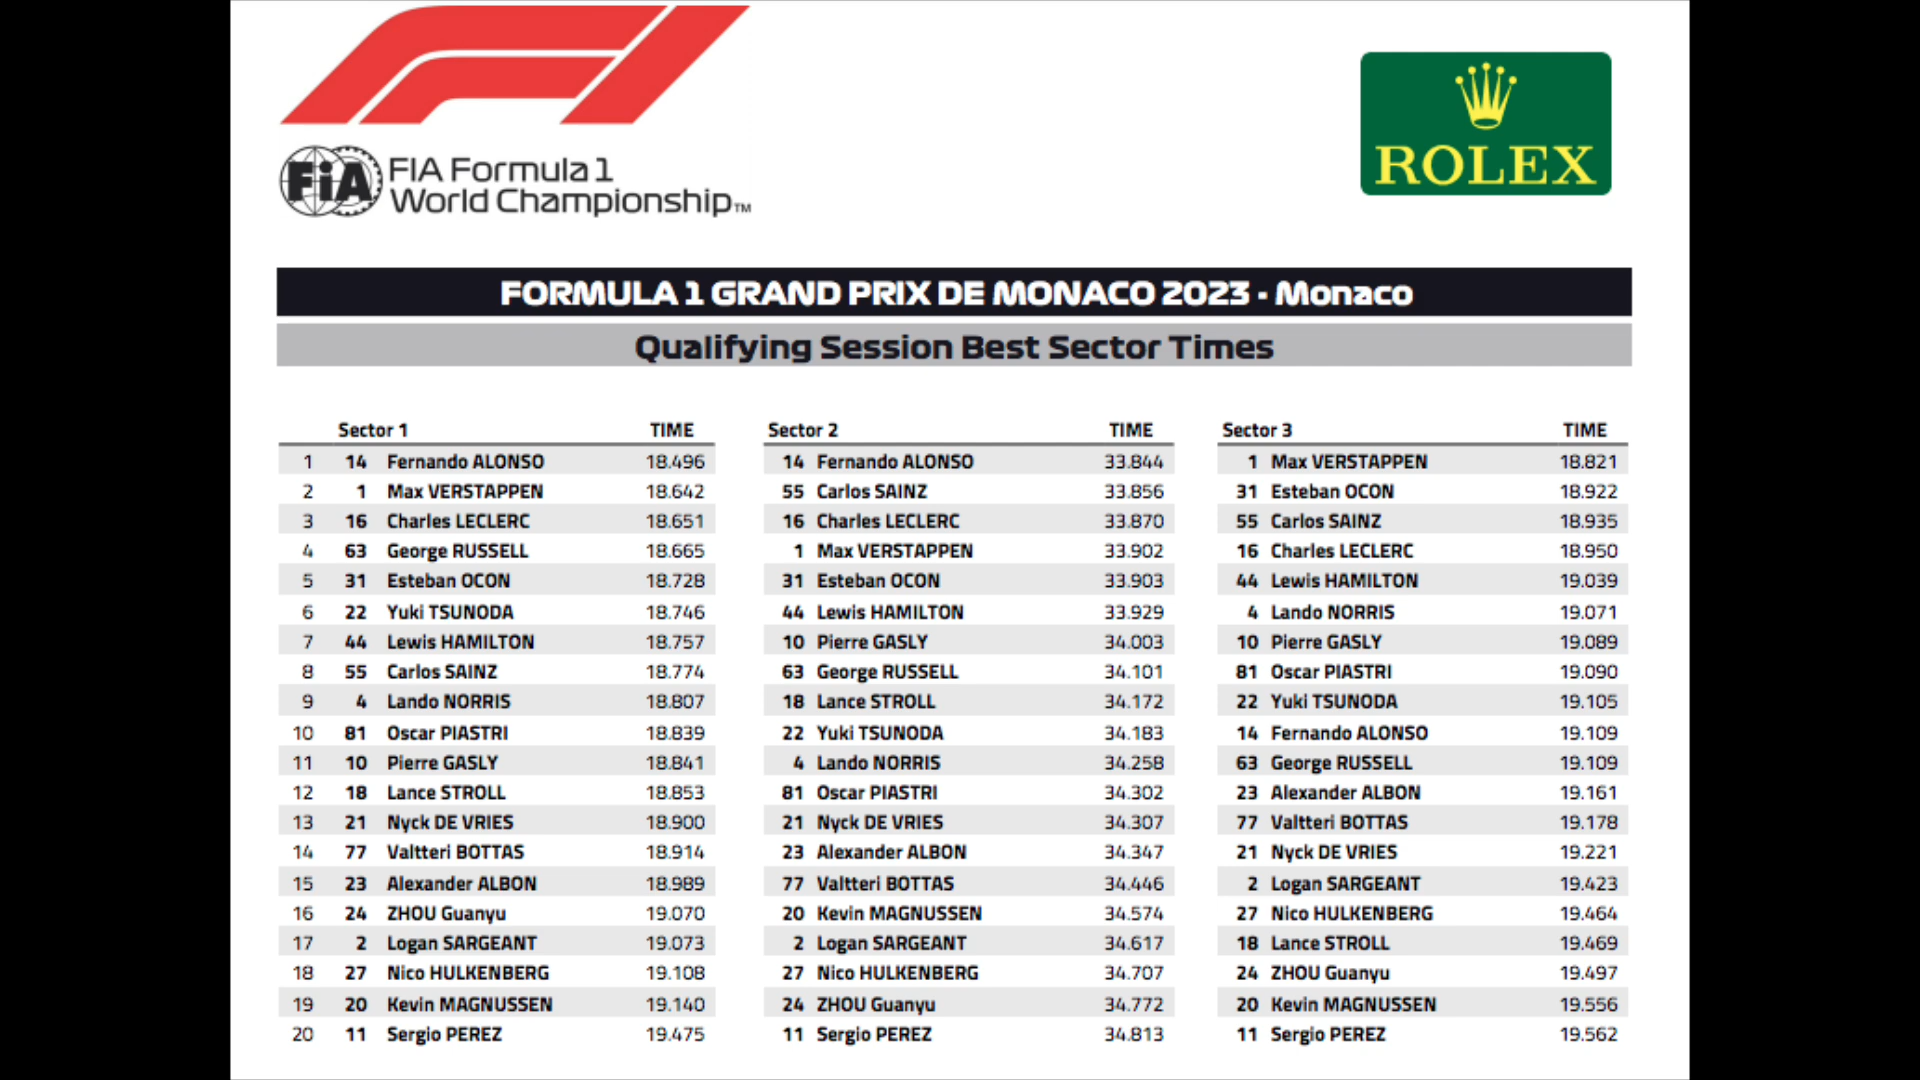 FIA
FIA Formula 1
World Championship™
ROLEX
FORMULA 1 GRAND PRIX DE MONACO 2023 - Monaco
Qualifying Session Best Sector Times
Sector 1 TIME Sector 2 TIME Sector 3 TIME
1 14 Fernando ALONSO 18.496 14 Fernando ALONSO 33.844 1 Max VERSTAPPEN 18.821
2 1 Max VERSTAPPEN 18.642 55 Carlos SAINZ 33.856 31 Esteban OCON 18.922
3 16 Charles LECLERC 18.651 16 Charles LECLERC 33.870 55 Carlos SAINZ 18.935
4 63 George RUSSELL 18.665 1 Max VERSTAPPEN 33.902 16 Charles LECLERC 18.950
5 31 Esteban OCON 18.728 31 Esteban OCON 33.903 44 Lewis HAMILTON 19.039
6 22 Yuki TSUNODA 18.746 44 Lewis HAMILTON 33.929 4 Lando NORRIS 19.071
7 44 Lewis HAMILTON 18.757 10 Pierre GASLY 34.003 10 Pierre GASLY 19.089
8 55 Carlos SAINZ 18.774 63 George RUSSELL 34.101 81 Oscar PIASTRI 19.090
9 4 Lando NORRIS 18.807 18 Lance STROLL 34.172 22 Yuki TSUNODA 19.105
10 81 Oscar PIASTRI 18.839 22 Yuki TSUNODA 34.183 14 Fernando ALONSO 19.109
11 10 Pierre GASLY 18.841 4 Lando NORRIS 34.258 63 George RUSSELL 19.109
12 18 Lance STROLL 18.853 81 Oscar PIASTRI 34.302 23 Alexander ALBON 19.161
13 21 Nyck DE VRIES 18.900 21 Nyck DE VRIES 34.307 77 Valtteri BOTTAS 19.178
14 77 Valtteri BOTTAS 18.914 23 Alexander ALBON 34.347 21 Nyck DE VRIES 19.221
15 23 Alexander ALBON 18.989 77 Valtteri BOTTAS 34.446 2 Logan SARGEANT 19.423
16 24 ZHOU Guanyu 19.070 20 Kevin MAGNUSSEN 34.574 27 Nico HULKENBERG 19.464
17 2 Logan SARGEANT 19.073 2 Logan SARGEANT 34.617 18 Lance STROLL 19.469
18 27 Nico HULKENBERG 19.108 27 Nico HULKENBERG 34.707 24 ZHOU Guanyu 19.497
19 20 Kevin MAGNUSSEN 19.140 24 ZHOU Guanyu 34.772 20 Kevin MAGNUSSEN 19.556
20 11 Sergio PEREZ 19.475 11 Sergio PEREZ 34.813 11 Sergio PEREZ 19.562